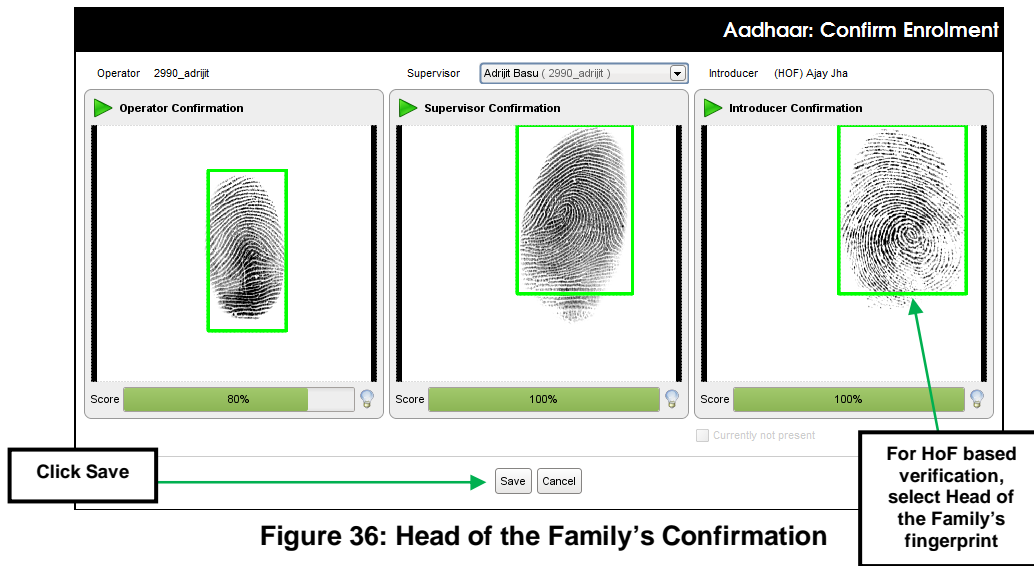 Aadhaar: Confirm Enrolment
Operator 2990_adrijit Supervisor Adrijit Basu ( 2990_adrijit ) Introducer (HOF) Ajay Jha
Operator Confirmation Supervisor Confirmation Introducer Confirmation
Score 80% Score 100% Score 100%
Currently not present
Click Save
Save Cancel
For HoF based
verification,
select Head of
the Family's
fingerprint
Figure 36: Head of the Family's Confirmation